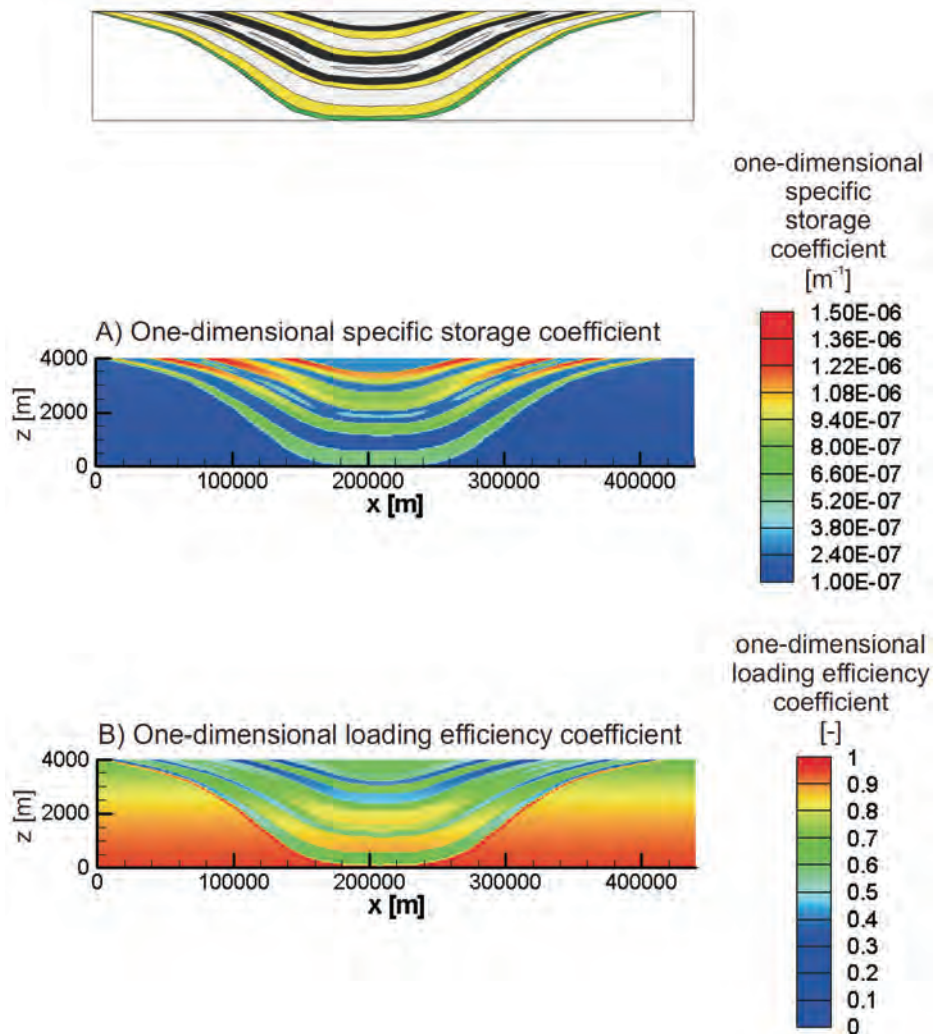 one-dimensional
specific
storage
coefficient
[m⁻¹]
1.50E-06
1.36E-06
1.22E-06
1.08E-06
9.40E-07
8.00E-07
6.60E-07
5.20E-07
3.80E-07
2.40E-07
1.00E-07
A) One-dimensional specific storage coefficient
4000
2000
0
z [m]
0 100000 200000 300000 400000
x [m]
one-dimensional
loading efficiency
coefficient
[-]
1
0.9
0.8
0.7
0.6
0.5
0.4
0.3
0.2
0.1
0
B) One-dimensional loading efficiency coefficient
4000
2000
0
z [m]
0 100000 200000 300000 400000
x [m]